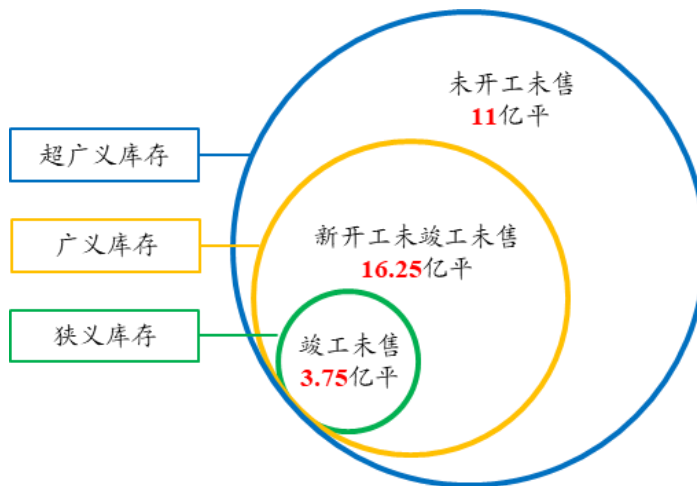 未开工未售
11亿平
超广义库存
广义库存
新开工未竣工未售
16.25亿平
狭义库存
竣工未售
3.75亿平